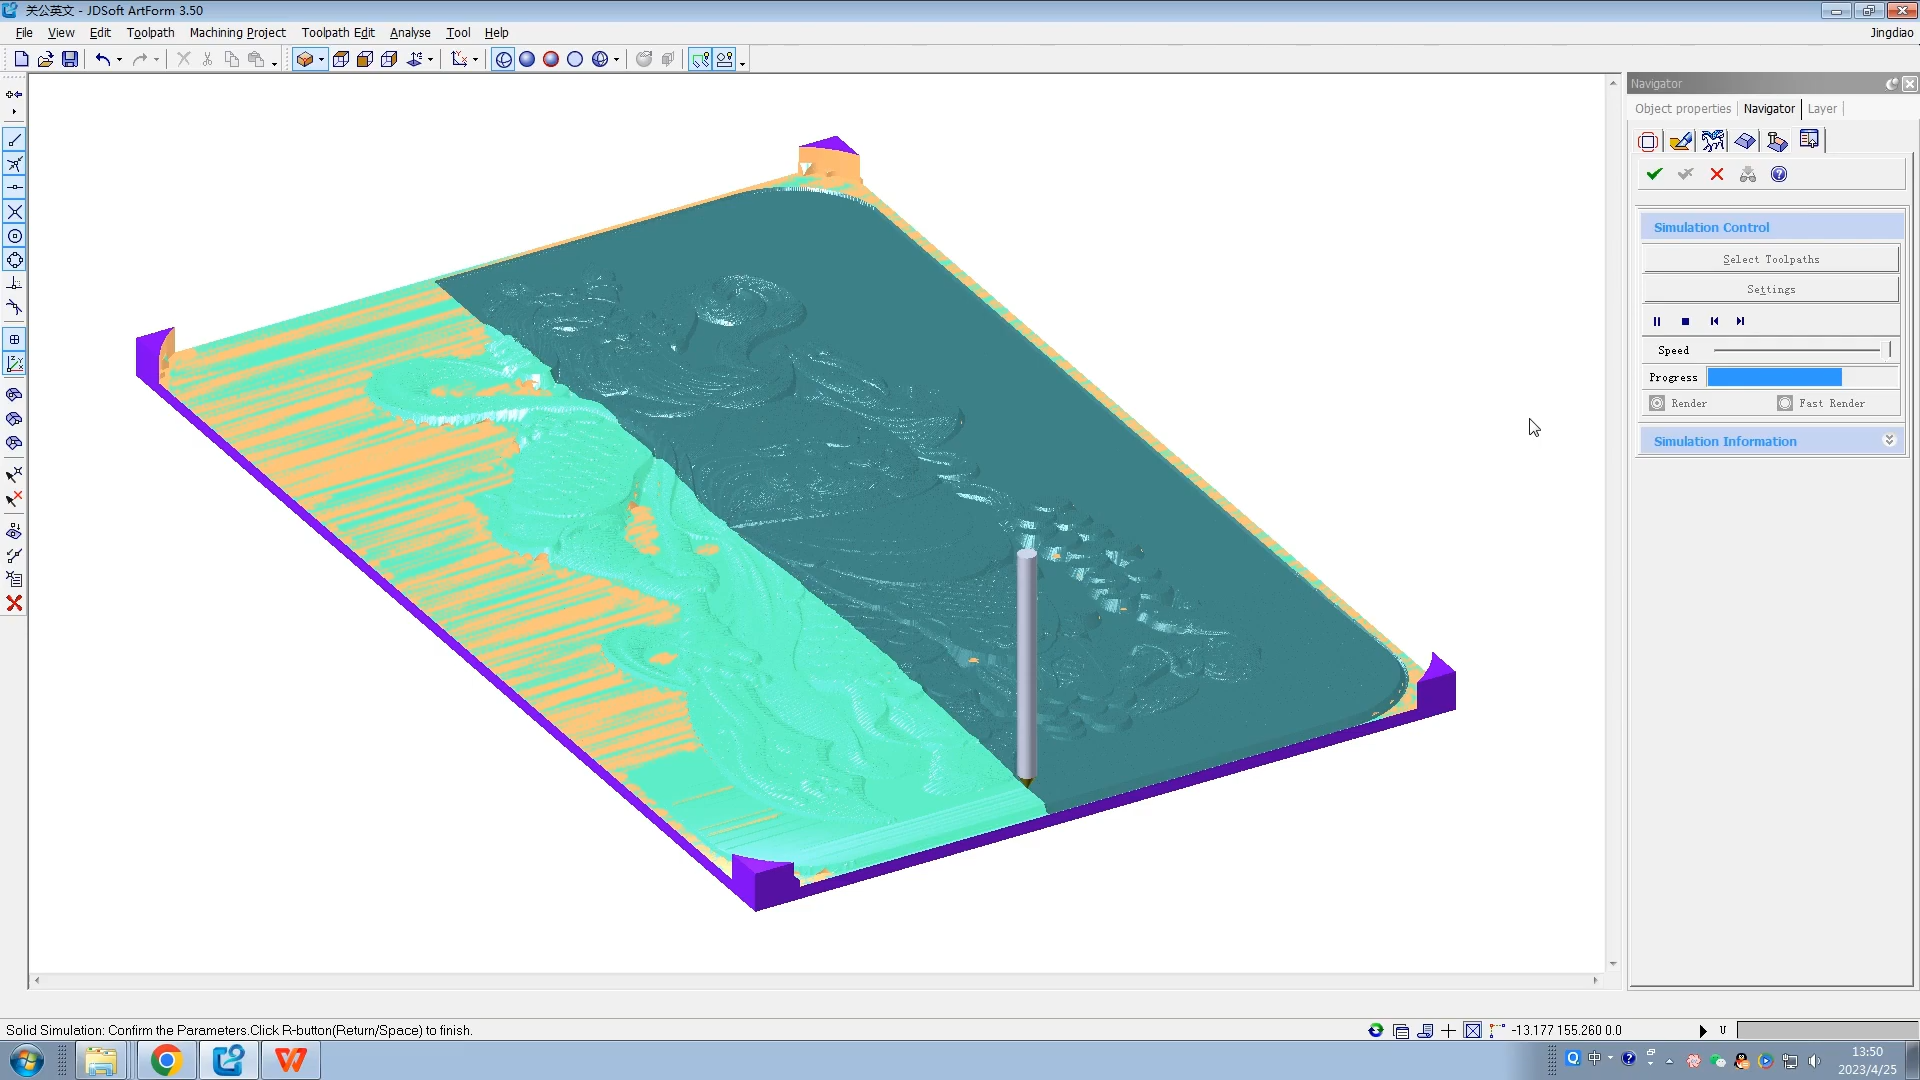 关公英文 - JDSoft ArtForm 3.50
File View Edit Toolpath Machining Project Toolpath Edit Analyse Tool Help
Jingdiao
Navigator
Object properties Navigator Layer
Simulation Control
Select Toolpaths
Settings
Speed
Progress
Render Fast Render
Simulation Information
Solid Simulation: Confirm the Parameters.Click R-button(Return/Space) to finish.
-13.177 155.260 0.0
U
中
13:50
2023/4/25